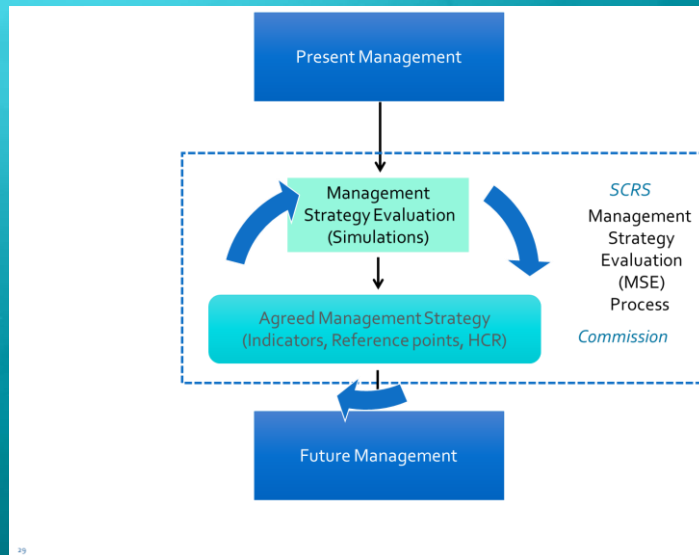 Present Management
Management
Strategy Evaluation
(Simulations)
SCRS
Management
Strategy
Evaluation
(MSE)
Process
Commission
Agreed Management Strategy
(Indicators, Reference points, HCR)
Future Management
29